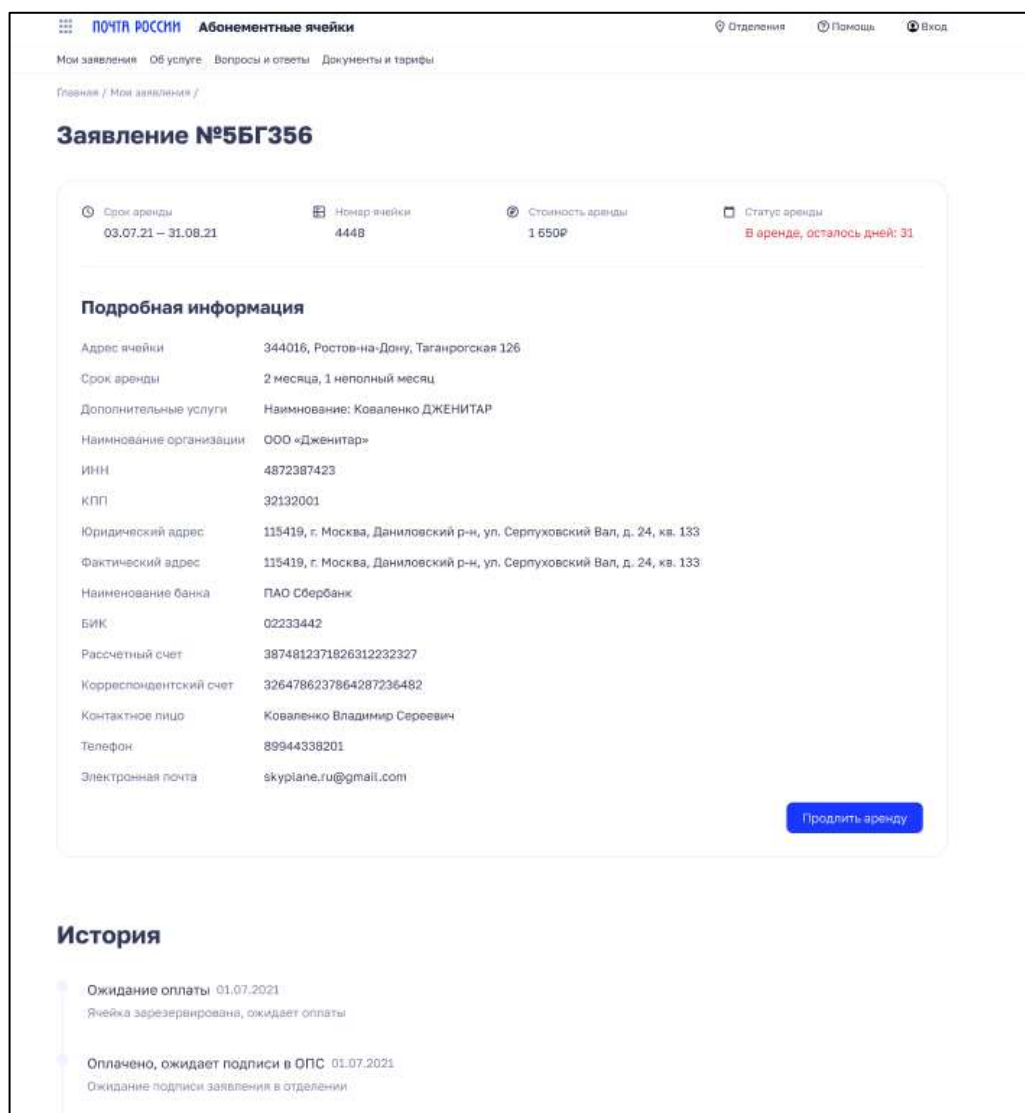 ПОЧТА РОССИИ Абонементные ячейки Отделения Помощь Вход
Мои заявления Об услуге Вопросы и ответы Документы и тарифы
Главная / Мои заявления /
Заявление №5БГ356
Срок аренды Номар ячейки Стоимость аренды Статус аренды
03.07.21 – 31.08.21 444В 1 650₽ В аренде, осталось дней: 31
Подробная информация
Адрес ячейки 344016, Ростов-на-Дону, Таганрогская 126
Срок аренды 2 месяца, 1 неполный месяц
Дополнительные услуги Наимнование: Коваленко ДЖЕНИТАР
Наимнование организации ООО «Дженитар»
ИНН 4872387423
КПП 32132001
Юридический адрес 115419, г. Москва, Даниловский р-н, ул. Серпуховский Вал, д. 24, кв. 133
Фактический адрес 115419, г. Москва, Даниловский р-н, ул. Серпуховский Вал, д. 24, кв. 133
Наименование банка ПАО Сбербанк
БИК 02233442
Рассчетный счет 3874812371826312232327
Корреспондентский счет 3264786237864287236482
Контактное лицо Коваленко Владимир Сереевич
Телефон 89944338201
Электронная почта skyplane.ru@gmail.com
Продлить аренду
История
Ожидание оплаты 01.07.2021
Ячейка зарезервирована, ожидает оплаты
Оплачено, ожидает подписи в ОПС 01.07.2021
Ожидание подписи заявления в отделении